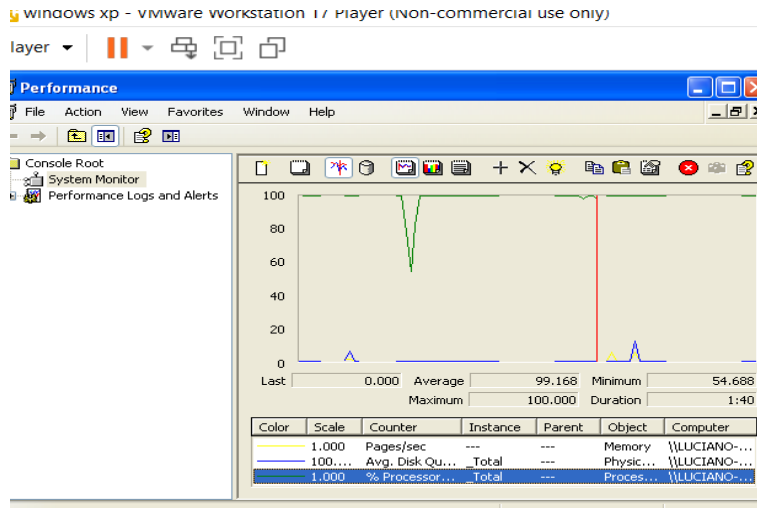 windows xp - VMware Workstation 17 Player (Non-commercial use only)
layer
Performance
File Action View Favorites Window Help
Console Root
System Monitor
Performance Logs and Alerts
100
80
60
40
20
0
Last 0.000 Average 99.168 Minimum 54.688
Maximum 100.000 Duration 1:40
Color Scale Counter Instance Parent Object Computer
1.000 Pages/sec --- --- Memory \\LUCIANO-...
100.... Avg. Disk Qu... _Total --- Physic... \\LUCIANO-...
1.000 % Processor... _Total --- Proces... \\LUCIANO-...